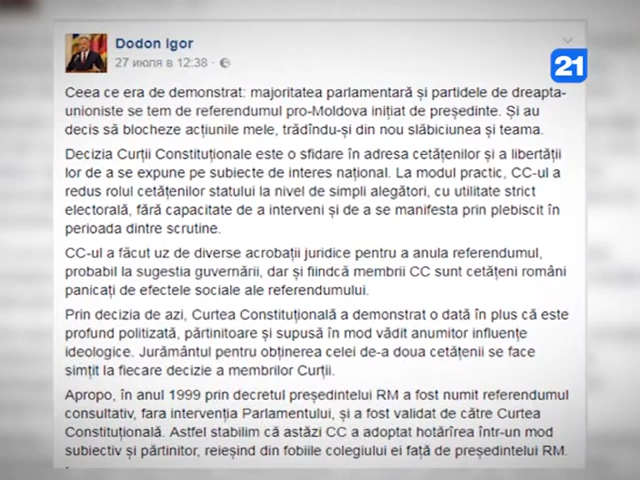 Dodon Igor
27 июля в 12:38 ·
21
Ceea ce era de demonstrat: majoritatea parlamentară și partidele de dreapta-
unioniste se tem de referendumul pro-Moldova inițiat de președinte. Și au
decis să blocheze acțiunile mele, trădîndu-și din nou slăbiciunea și teama.
Decizia Curții Constituționale este o sfidare în adresa cetățenilor și a libertății
lor de a se expune pe subiecte de interes național. La modul practic, CC-ul a
redus rolul cetățenilor statului la nivel de simpli alegători, cu utilitate strict
electorală, fără capacitate de a interveni și de a se manifesta prin plebiscit în
perioada dintre scrutine.
CC-ul a făcut uz de diverse acrobații juridice pentru a anula referendumul,
probabil la sugestia guvernării, dar și fiindcă membrii CC sunt cetățeni români
panicați de efectele sociale ale referendumului.
Prin decizia de azi, Curtea Constituțională a demonstrat o dată în plus că este
profund politizată, părtinitoare și supusă în mod vădit anumitor influențe
ideologice. Jurământul pentru obținerea celei de-a doua cetățenii se face
simțit la fiecare decizie a membrilor Curții.
Apropo, în anul 1999 prin decretul președintelui RM a fost numit referendumul
consultativ, fara intervenția Parlamentului, și a fost validat de către Curtea
Constituțională. Astfel stabilim că astăzi CC a adoptat hotărîrea într-un mod
subiectiv și părtinitor, reieșind din fobiile colegiului ei față de președintelui RM.